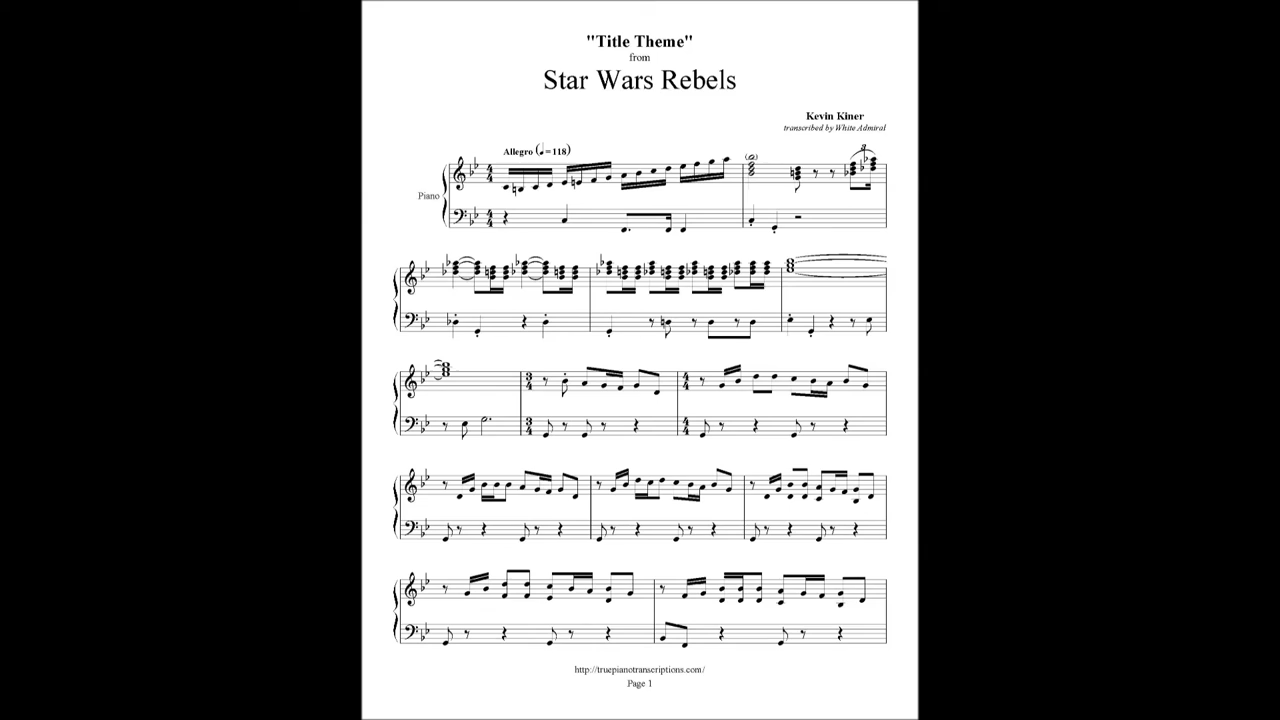 "Title Theme"
from
Star Wars Rebels
Kevin Kiner
transcribed by White Admiral
Allegro (♩=118)
Piano
3
http://truepianotranscriptions.com/
Page 1